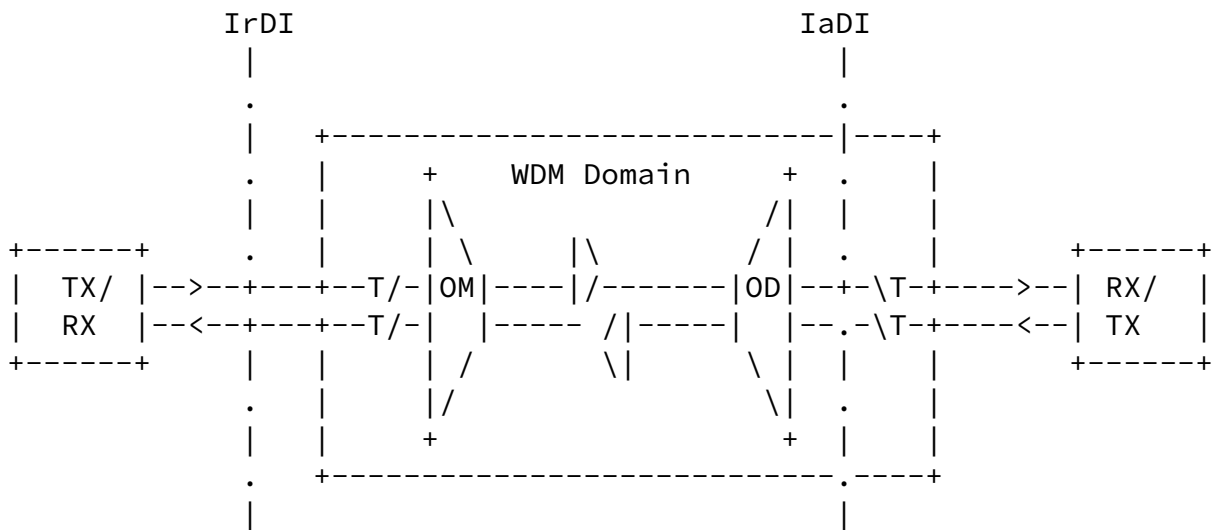 IrDI                            IaDI
                   |                                |
                   .                                .
                   |   +----------------------------|----+
                   .   |     +    WDM Domain     +  .    |
                   |   |     |\                 /|  |    |
      +------+     .   |     | \     |\        / |  .    |       +------+
      |  TX/ |-->--+---+--T/-|OM|----|/-------|OD|--+-\T-+---->--| RX/  |
      |  RX  |--<--+---+--T/-|  |----- /|-----|  |--.-\T-+----<--| TX   |
      +------+     |   |     | /       \|      \ |  |    |       +------+
                   .   |     |/                 \|  .    |
                   |   |     +                   +  |    |
                   .   +----------------------------.----+
                   |                                |